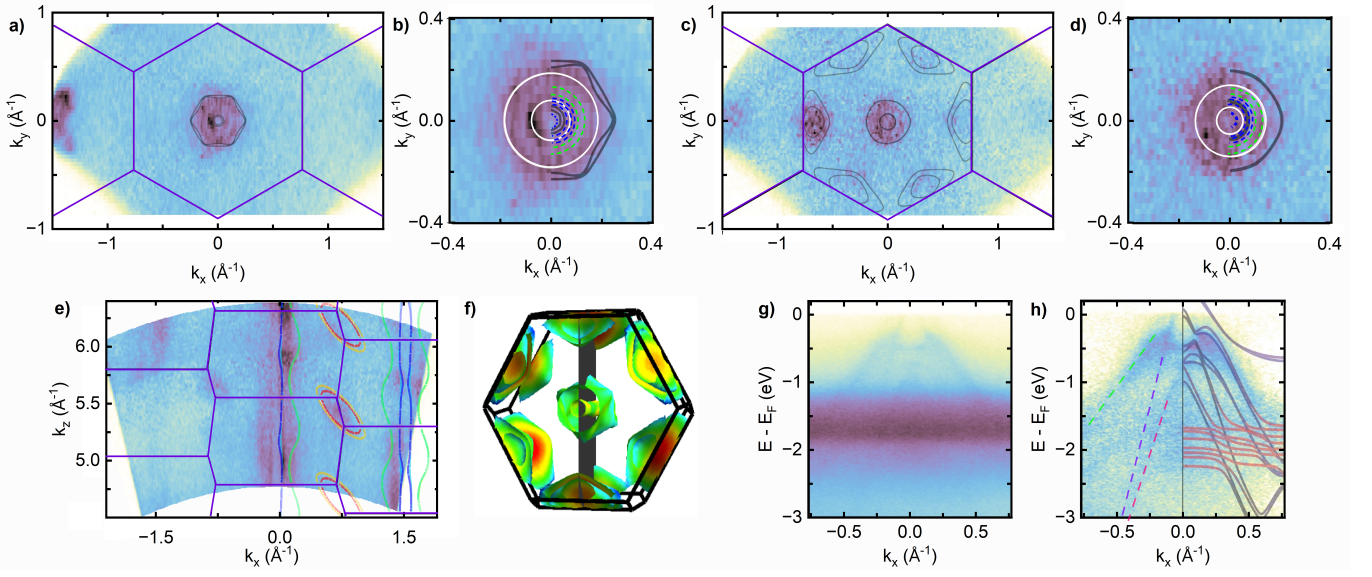 a)
b)
c)
d)
1
0
−1
k_y (Å⁻¹)
−1
0
1
k_x (Å⁻¹)
0.4
0.0
−0.4
k_y (Å⁻¹)
−0.4
0.0
0.4
k_x (Å⁻¹)
1
0
−1
k_y (Å⁻¹)
−1
0
1
k_x (Å⁻¹)
0.4
0.0
−0.4
k_y (Å⁻¹)
−0.4
0.0
0.4
k_x (Å⁻¹)
e)
f)
g)
h)
6.0
5.5
5.0
k_z (Å⁻¹)
−1.5
0.0
1.5
k_x (Å⁻¹)
0
−1
−2
−3
E - E_F (eV)
−0.5
0.0
0.5
k_x (Å⁻¹)
0
−1
−2
−3
E - E_F (eV)
−0.5
0.0
0.5
k_x (Å⁻¹)